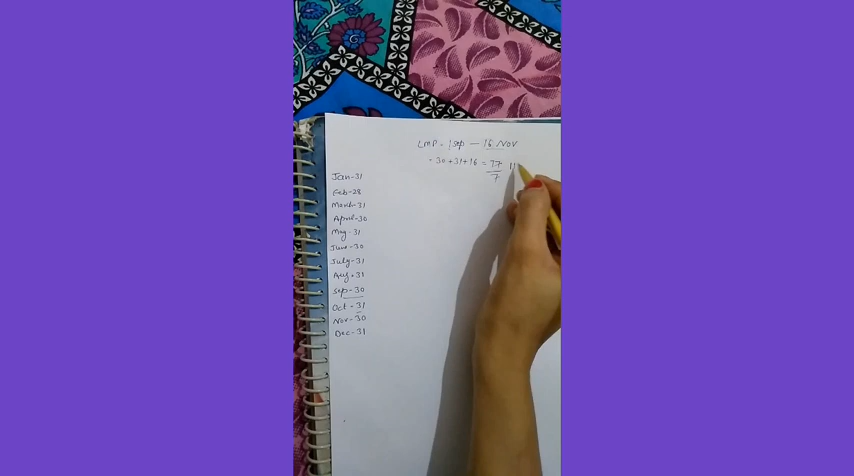 LMP - 1 Sep — 16 Nov
= 30 + 31 + 16 = 77 11
7
Jan - 31
Feb - 28
March - 31
April - 30
May - 31
June - 30
July - 31
Aug - 31
Sep - 30
Oct - 31
Nov - 30
Dec - 31